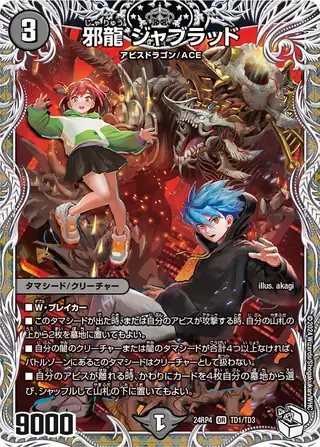 3
じゃりゅう
邪龍 ジャブラッド
アビスドラゴン/ACE
illus. akagi
タマシード/クリーチャー
■W・ブレイカー
■このタマシードが出た時、または自分のアビスが攻撃する時、自分の山札の
上から2枚を墓地に置いてもよい。
■自分の闇のクリーチャーまたは闇のタマシードが合計4つ以上なければ、
バトルゾーンにあるこのタマシードはクリーチャーとして扱わない。
■自分のアビスが離れる時、かわりにカードを4枚自分の墓地から選
び、シャッフルして山札の下に置いてもよい。
9000
1
24RP4 OR TD1/TD3